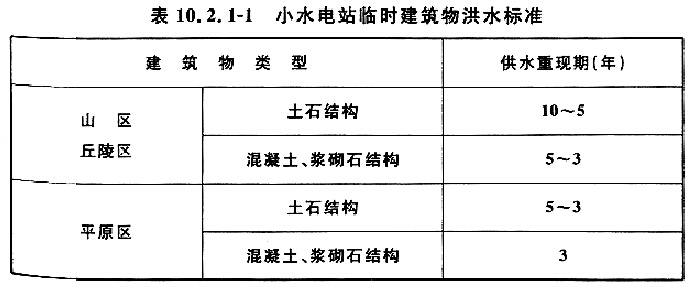 表 10.2.1-1 小水电站临时建筑物洪水标准
建筑物类型 供水重现期(年)
山区 丘陵区 土石结构 10～5
混凝土、浆砌石结构 5～3
平原区 土石结构 5～3
混凝土、浆砌石结构 3